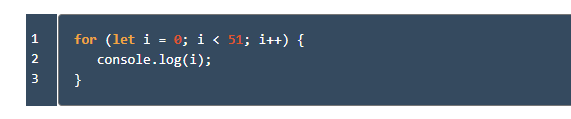 1 for (let i = 0; i < 51; i++) {
2 console.log(i);
3 }